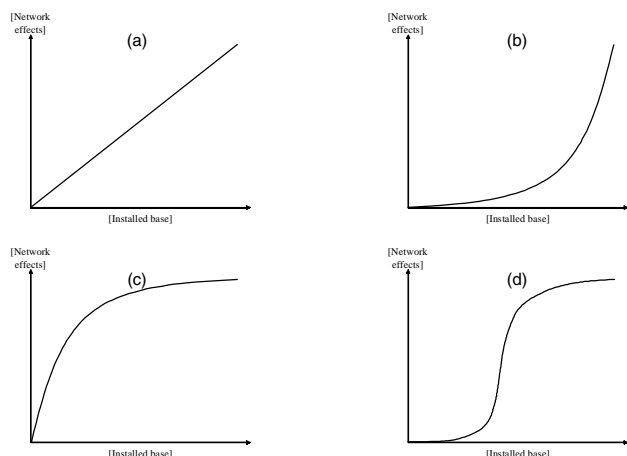 [Network
effects]
(a)
[Installed base]
[Network
effects]
(b)
[Installed base]
[Network
effects]
(c)
[Installed base]
[Network
effects]
(d)
[Installed base]